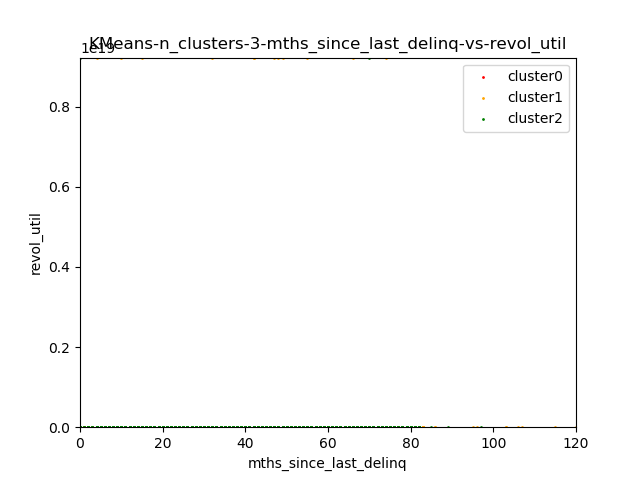 KMeans-n_clusters-3-mths_since_last_delinq-vs-revol_util
1e19
cluster0
cluster1
cluster2
0.8
0.6
0.4
0.2
0.0
revol_util
0 20 40 60 80 100 120
mths_since_last_delinq